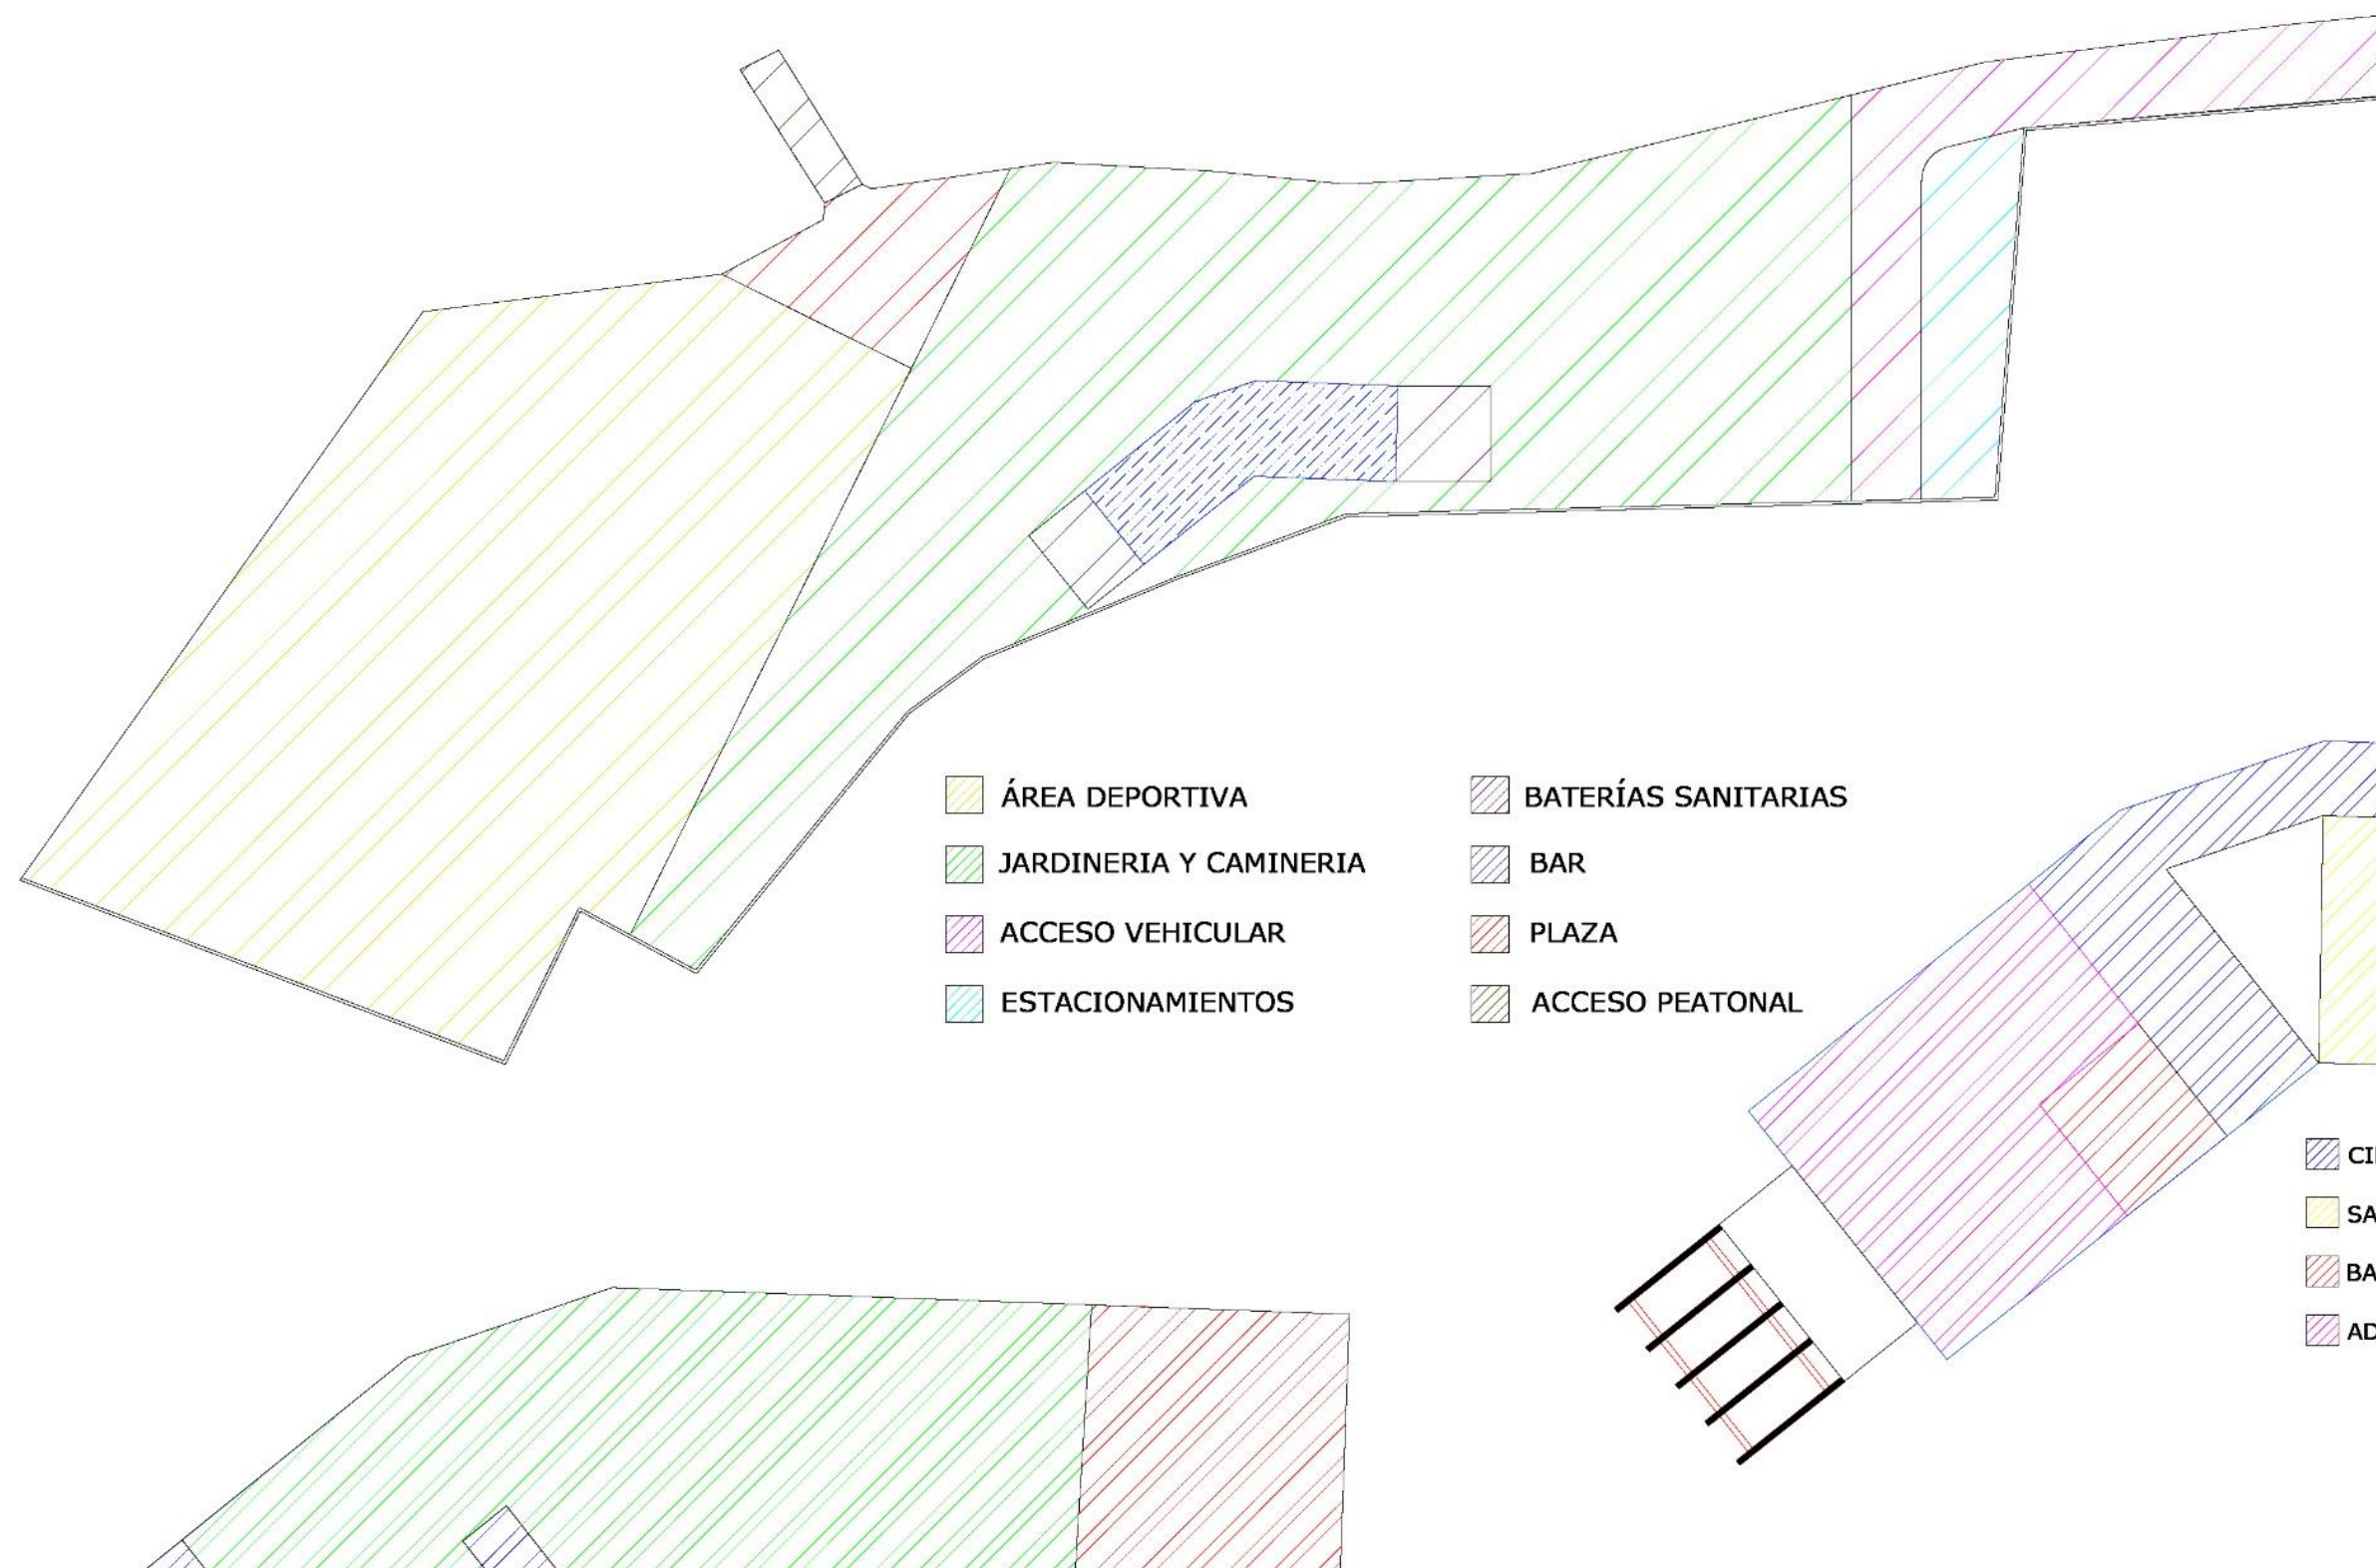 ÁREA DEPORTIVA
JARDINERIA Y CAMINERIA
ACCESO VEHICULAR
ESTACIONAMIENTOS
BATERÍAS SANITARIAS
BAR
PLAZA
ACCESO PEATONAL